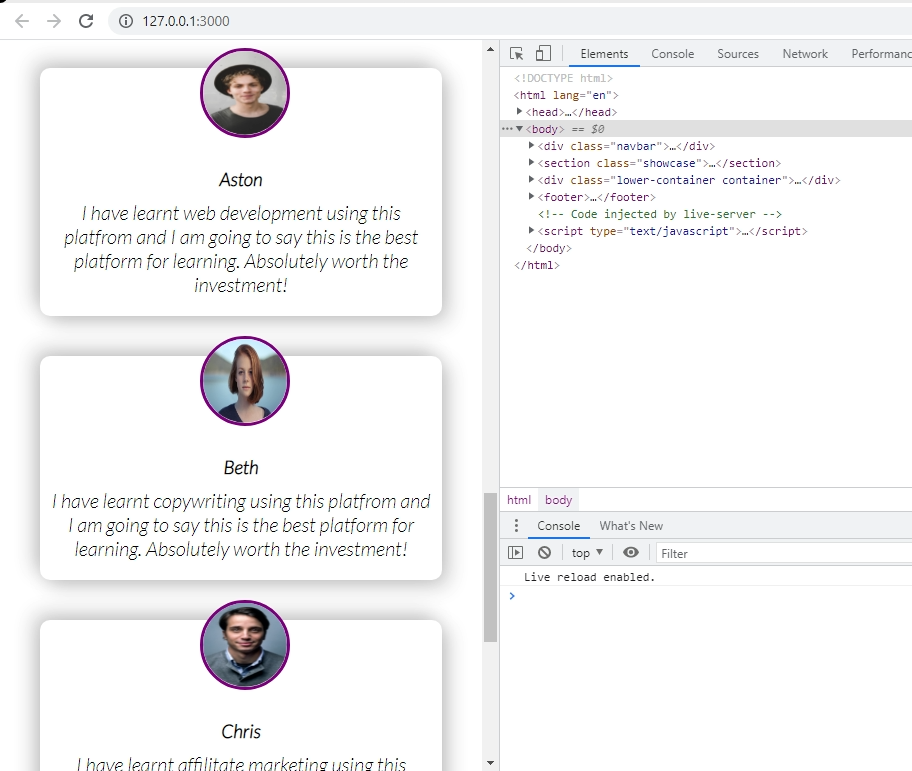 127.0.0.1:3000
Aston
I have learnt web development using this
platfrom and I am going to say this is the best
platform for learning. Absolutely worth the
investment!
Beth
I have learnt copywriting using this platfrom and
I am going to say this is the best platform for
learning. Absolutely worth the investment!
Chris
I have learnt affilitate marketing using this
Elements Console Sources Network Performanc
<!DOCTYPE html>
<html lang="en">
<head>…</head>
<body> == $0
<div class="navbar">…</div>
<section class="showcase">…</section>
<div class="lower-container container">…</div>
<footer>…</footer>
<!-- Code injected by live-server -->
<script type="text/javascript">…</script>
</body>
</html>
html body
Console What's New
top ▼ Filter
Live reload enabled.
>